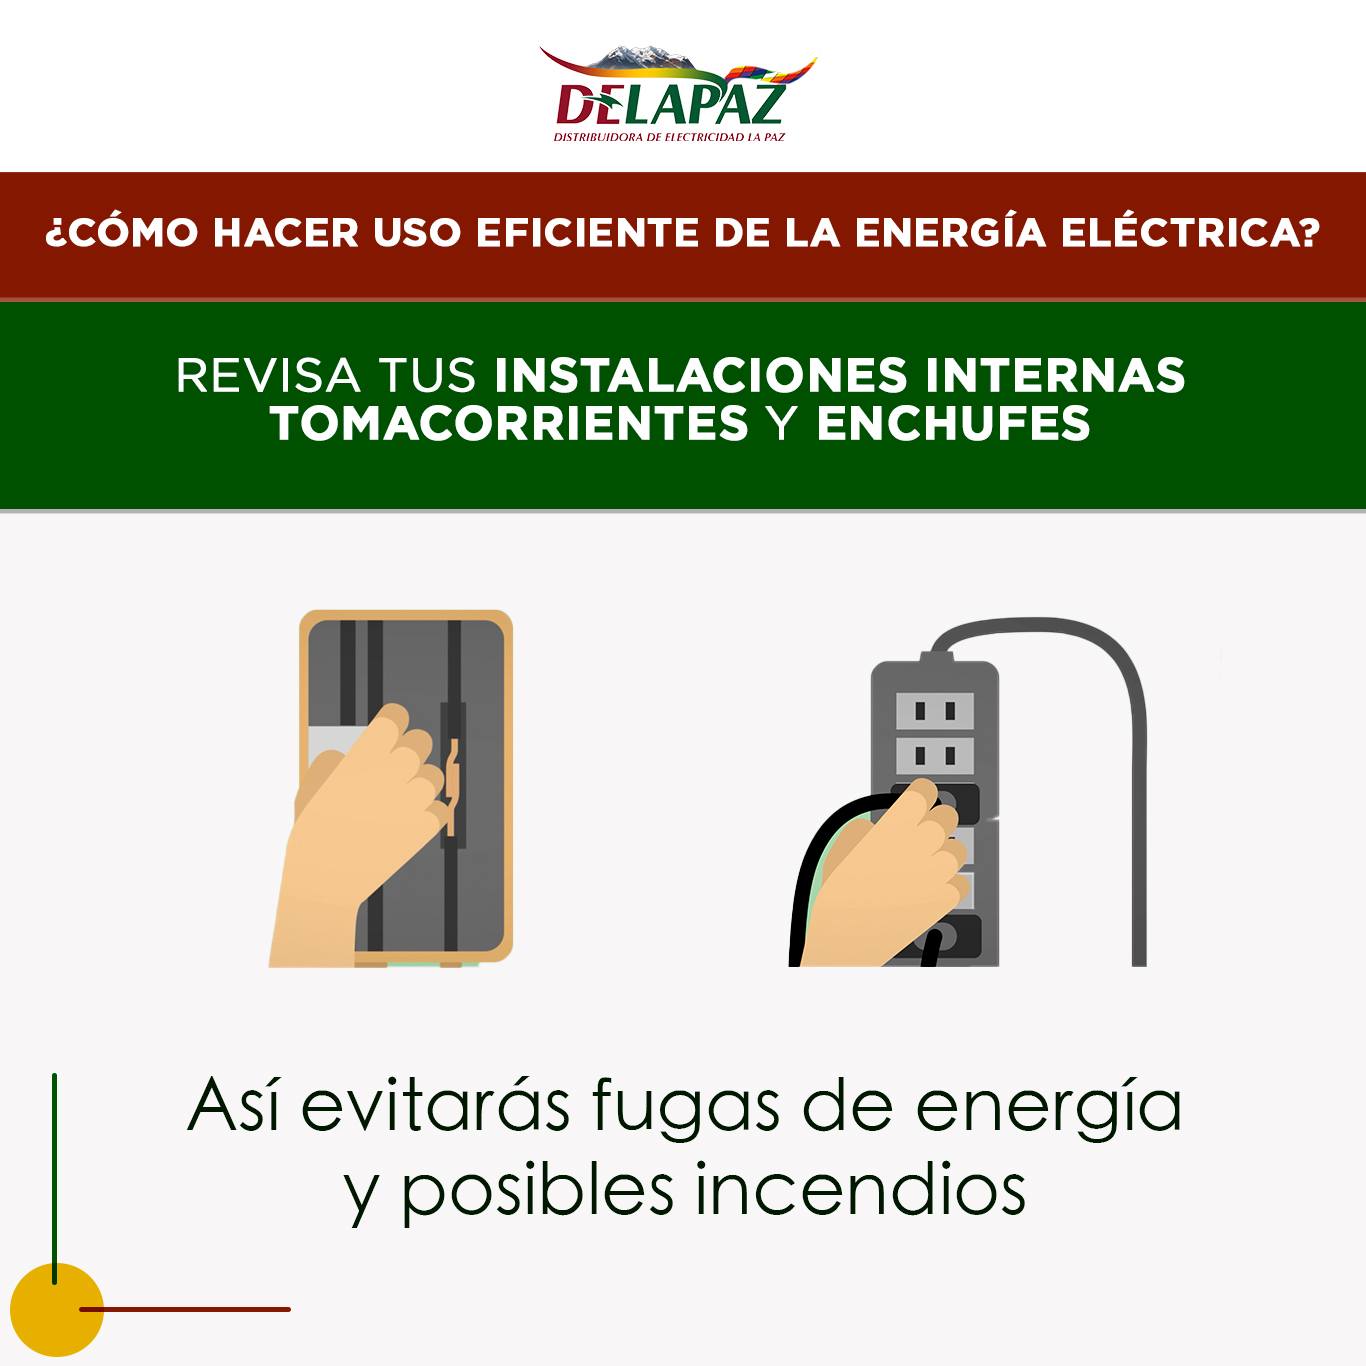 DELAPAZ
DISTRIBUIDORA DE ELECTRICIDAD LA PAZ
¿CÓMO HACER USO EFICIENTE DE LA ENERGÍA ELÉCTRICA?
REVISA TUS INSTALACIONES INTERNAS
TOMACORRIENTES Y ENCHUFES
Así evitarás fugas de energía
y posibles incendios